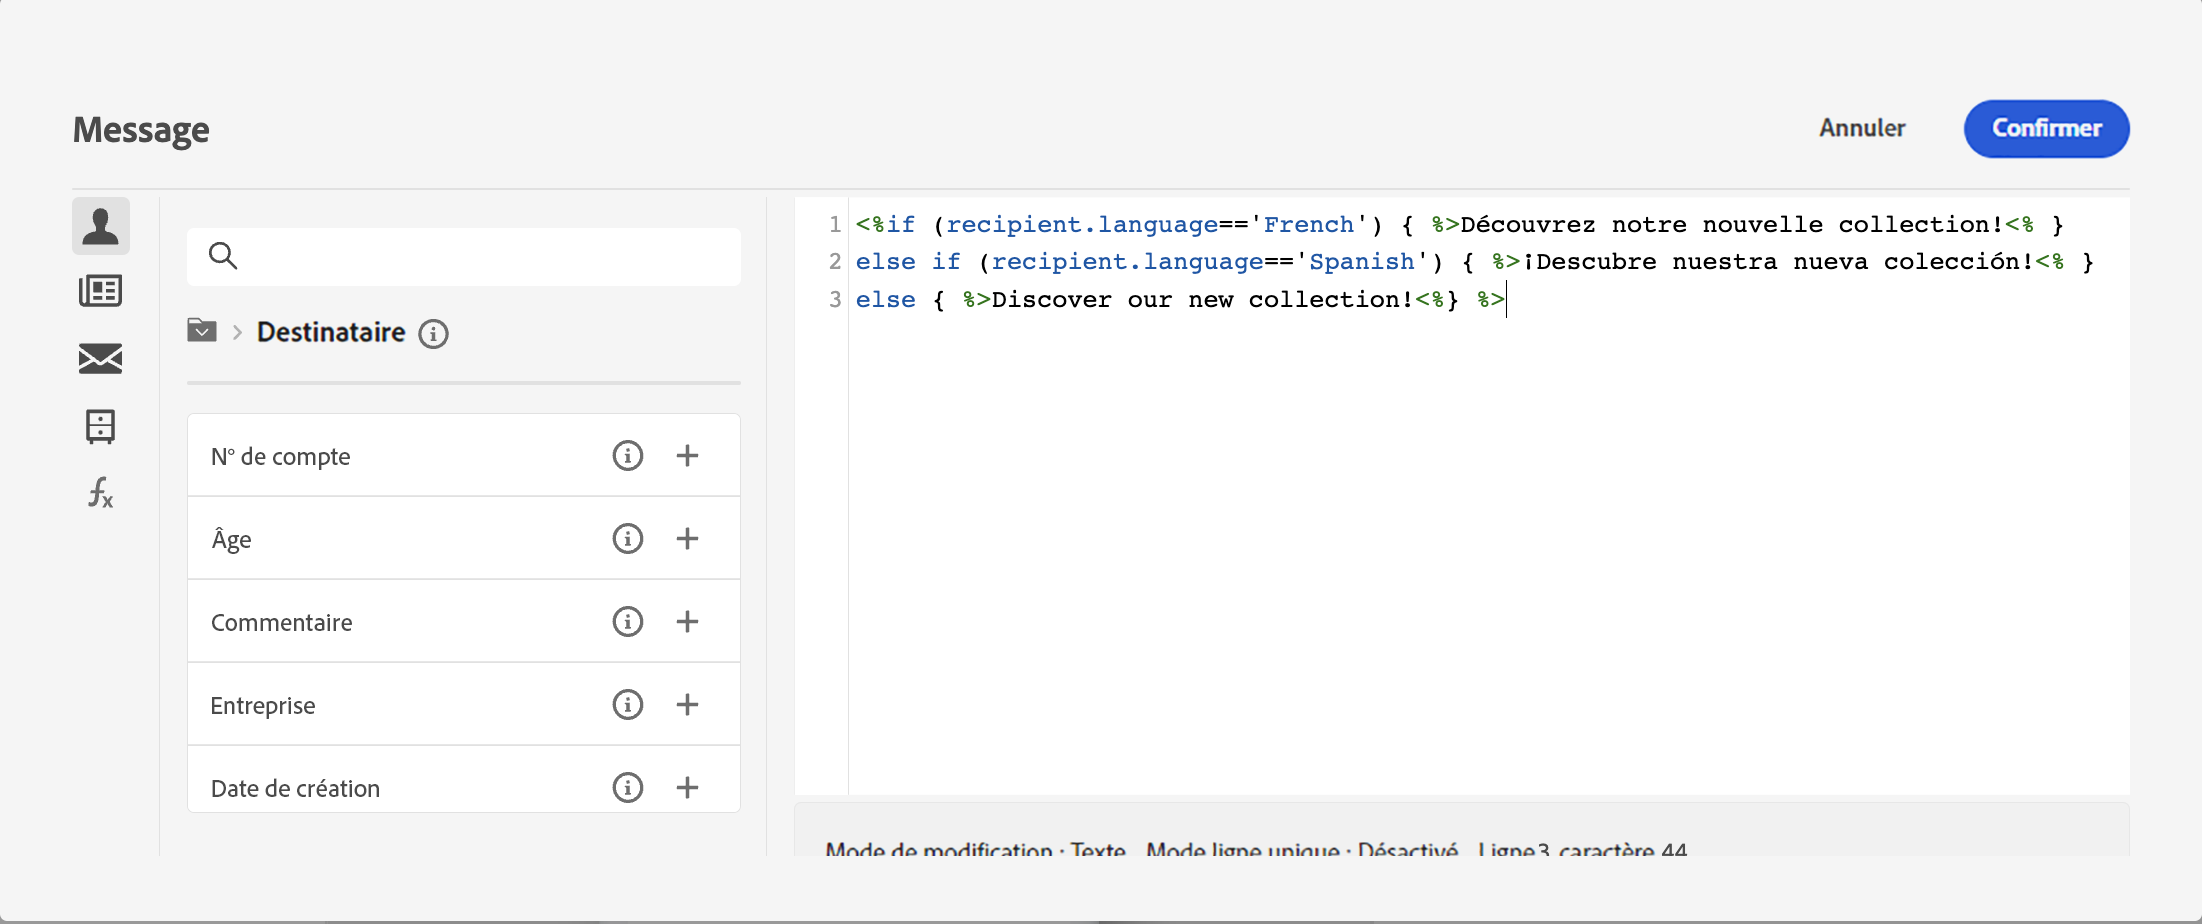 Message
Annuler
Confirmer
Destinataire
N° de compte
Âge
Commentaire
Entreprise
Date de création
1 <%if (recipient.language=='French') { %>Découvrez notre nouvelle collection!<% }
2 else if (recipient.language=='Spanish') { %>¡Descubre nuestra nueva colección!<% }
3 else { %>Discover our new collection!<%} %>
Mode de modification : Texte Mode ligne unique : Désactivé Ligne 3, caractère 44